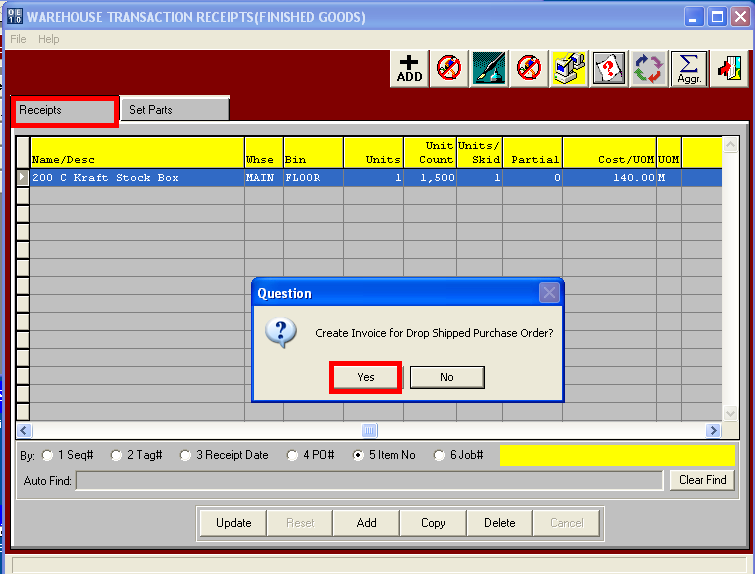 WAREHOUSE TRANSACTION RECEIPTS(FINISHED GOODS)
File Help
ADD
Aggr.
Receipts Set Parts
Unit Units/
Name/Desc Whse Bin Units Count Skid Partial Cost/UOM UOM
200 C Kraft Stock Box MAIN FLOOR 1 1,500 1 0 140.00 M
Question
Create Invoice for Drop Shipped Purchase Order?
Yes No
By: 1 Seq# 2 Tag# 3 Receipt Date 4 PO# 5 Item No 6 Job#
Auto Find: Clear Find
Update Reset Add Copy Delete Cancel